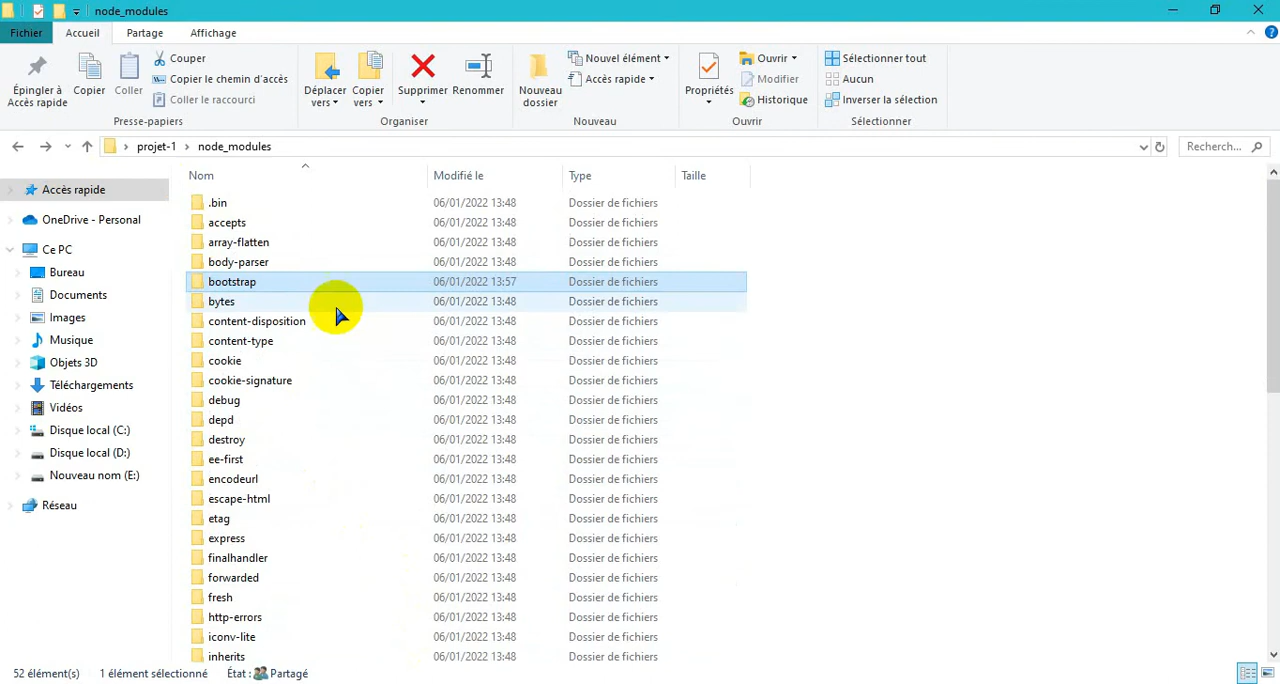 node_modules
Fichier Accueil Partage Affichage
Épingler à Accès rapide
Copier
Coller
Couper
Copier le chemin d'accès
Coller le raccourci
Presse-papiers
Déplacer vers
Copier vers
Supprimer
Renommer
Organiser
Nouveau dossier
Nouvel élément
Accès rapide
Nouveau
Propriétés
Ouvrir
Modifier
Historique
Ouvrir
Sélectionner tout
Aucun
Inverser la sélection
Sélectionner
projet-1 > node_modules
Recherch...
Accès rapide
OneDrive - Personal
Ce PC
Bureau
Documents
Images
Musique
Objets 3D
Téléchargements
Vidéos
Disque local (C:)
Disque local (D:)
Nouveau nom (E:)
Réseau
Nom Modifié le Type Taille
.bin 06/01/2022 13:48 Dossier de fichiers
accepts 06/01/2022 13:48 Dossier de fichiers
array-flatten 06/01/2022 13:48 Dossier de fichiers
body-parser 06/01/2022 13:48 Dossier de fichiers
bootstrap 06/01/2022 13:57 Dossier de fichiers
bytes 06/01/2022 13:48 Dossier de fichiers
content-disposition 06/01/2022 13:48 Dossier de fichiers
content-type 06/01/2022 13:48 Dossier de fichiers
cookie 06/01/2022 13:48 Dossier de fichiers
cookie-signature 06/01/2022 13:48 Dossier de fichiers
debug 06/01/2022 13:48 Dossier de fichiers
depd 06/01/2022 13:48 Dossier de fichiers
destroy 06/01/2022 13:48 Dossier de fichiers
ee-first 06/01/2022 13:48 Dossier de fichiers
encodeurl 06/01/2022 13:48 Dossier de fichiers
escape-html 06/01/2022 13:48 Dossier de fichiers
etag 06/01/2022 13:48 Dossier de fichiers
express 06/01/2022 13:48 Dossier de fichiers
finalhandler 06/01/2022 13:48 Dossier de fichiers
forwarded 06/01/2022 13:48 Dossier de fichiers
fresh 06/01/2022 13:48 Dossier de fichiers
http-errors 06/01/2022 13:48 Dossier de fichiers
iconv-lite 06/01/2022 13:48 Dossier de fichiers
inherits 06/01/2022 13:48 Dossier de fichiers
52 élément(s) 1 élément sélectionné État : Partagé